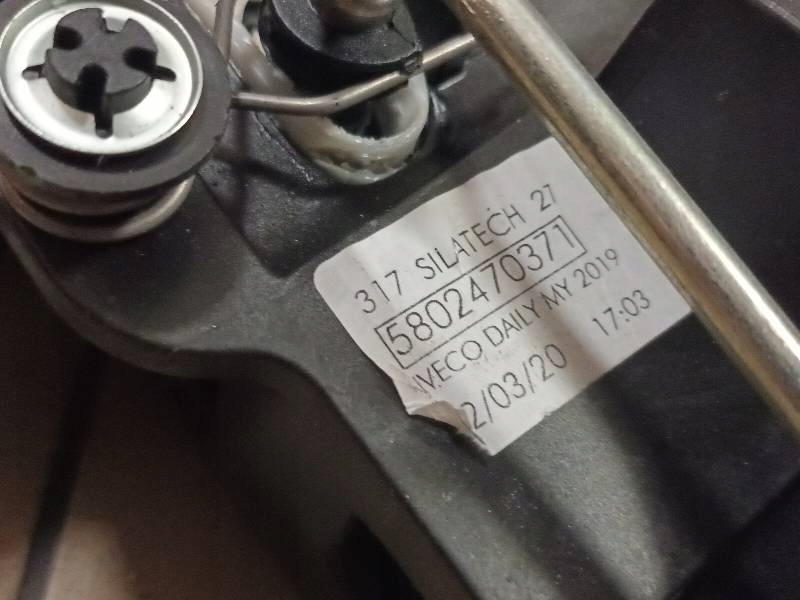 317 SILATECH 27
5802470371
IVECO DAILY MY 2019
2/03/20 17:03